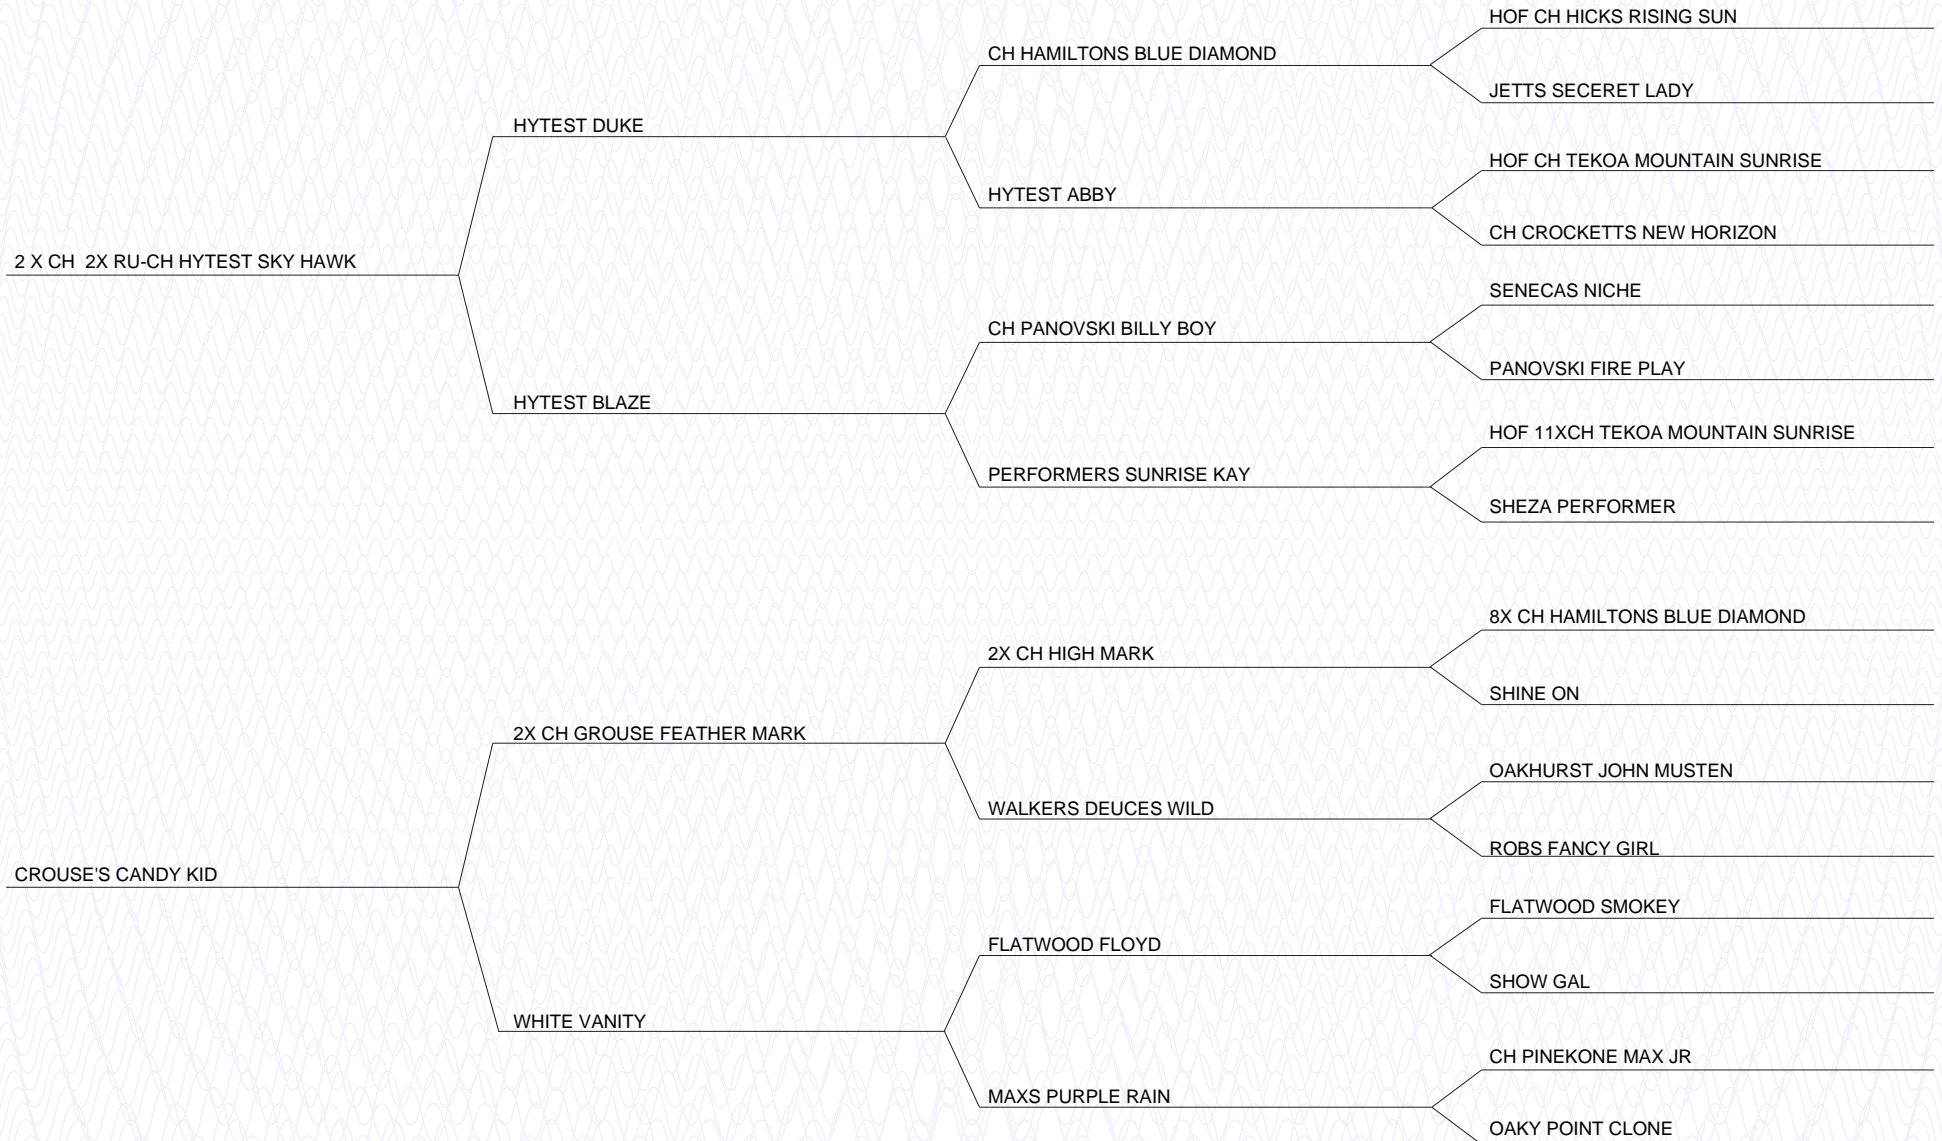 HOF CH HICKS RISING SUN
CH HAMILTONS BLUE DIAMOND
JETTS SECERET LADY
HYTEST DUKE
HOF CH TEKOA MOUNTAIN SUNRISE
HYTEST ABBY
CH CROCKETTS NEW HORIZON
2 X CH  2X RU-CH HYTEST SKY HAWK
SENECAS NICHE
CH PANOVSKI BILLY BOY
PANOVSKI FIRE PLAY
HYTEST BLAZE
HOF 11XCH TEKOA MOUNTAIN SUNRISE
PERFORMERS SUNRISE KAY
SHEZA PERFORMER
8X CH HAMILTONS BLUE DIAMOND
2X CH HIGH MARK
SHINE ON
2X CH GROUSE FEATHER MARK
OAKHURST JOHN MUSTEN
WALKERS DEUCES WILD
ROBS FANCY GIRL
CROUSE'S CANDY KID
FLATWOOD SMOKEY
FLATWOOD FLOYD
SHOW GAL
WHITE VANITY
CH PINEKONE MAX JR
MAXS PURPLE RAIN
OAKY POINT CLONE